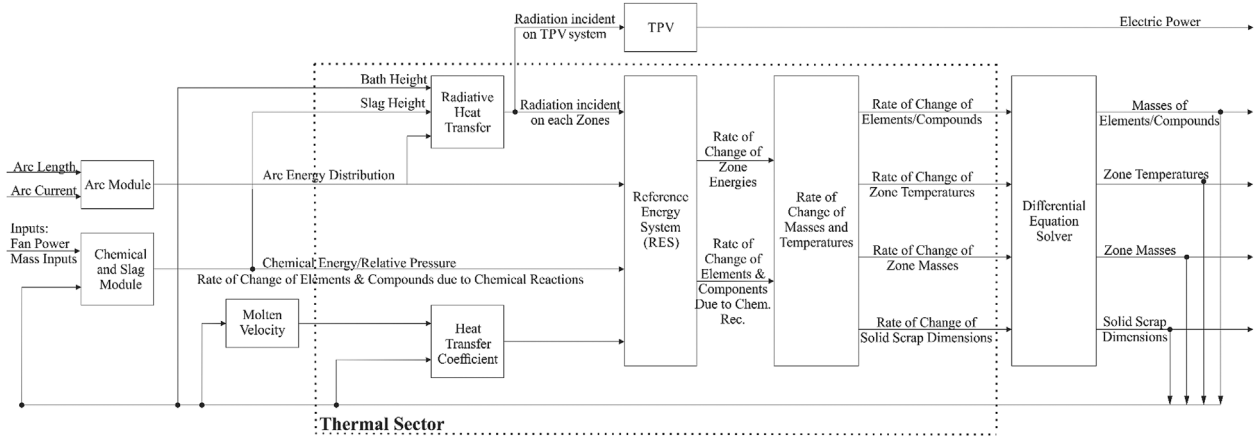 Radiation incident
on TPV system
TPV
Electric Power
Bath Height
Slag Height
Radiative
Heat
Transfer
Radiation incident
on each Zones
Arc Length
Arc Current
Arc Module
Arc Energy Distribution
Inputs:
Fan Power
Mass Inputs
Chemical
and Slag
Module
Chemical Energy/Relative Pressure
Rate of Change of Elements & Compounds due to Chemical Reactions
Molten
Velocity
Heat
Transfer
Coefficient
Reference
Energy
System
(RES)
Rate of
Change of
Zone
Energies
Rate of
Change of
Elements &
Components
Due to Chem.
Rec.
Rate of
Change of
Masses and
Temperatures
Rate of Change of
Elements/Compounds
Rate of Change of
Zone Temperatures
Rate of Change of
Zone Masses
Rate of Change of
Solid Scrap Dimensions
Differential
Equation
Solver
Masses of
Elements/Compounds
Zone Temperatures
Zone Masses
Solid Scrap
Dimensions
Thermal Sector